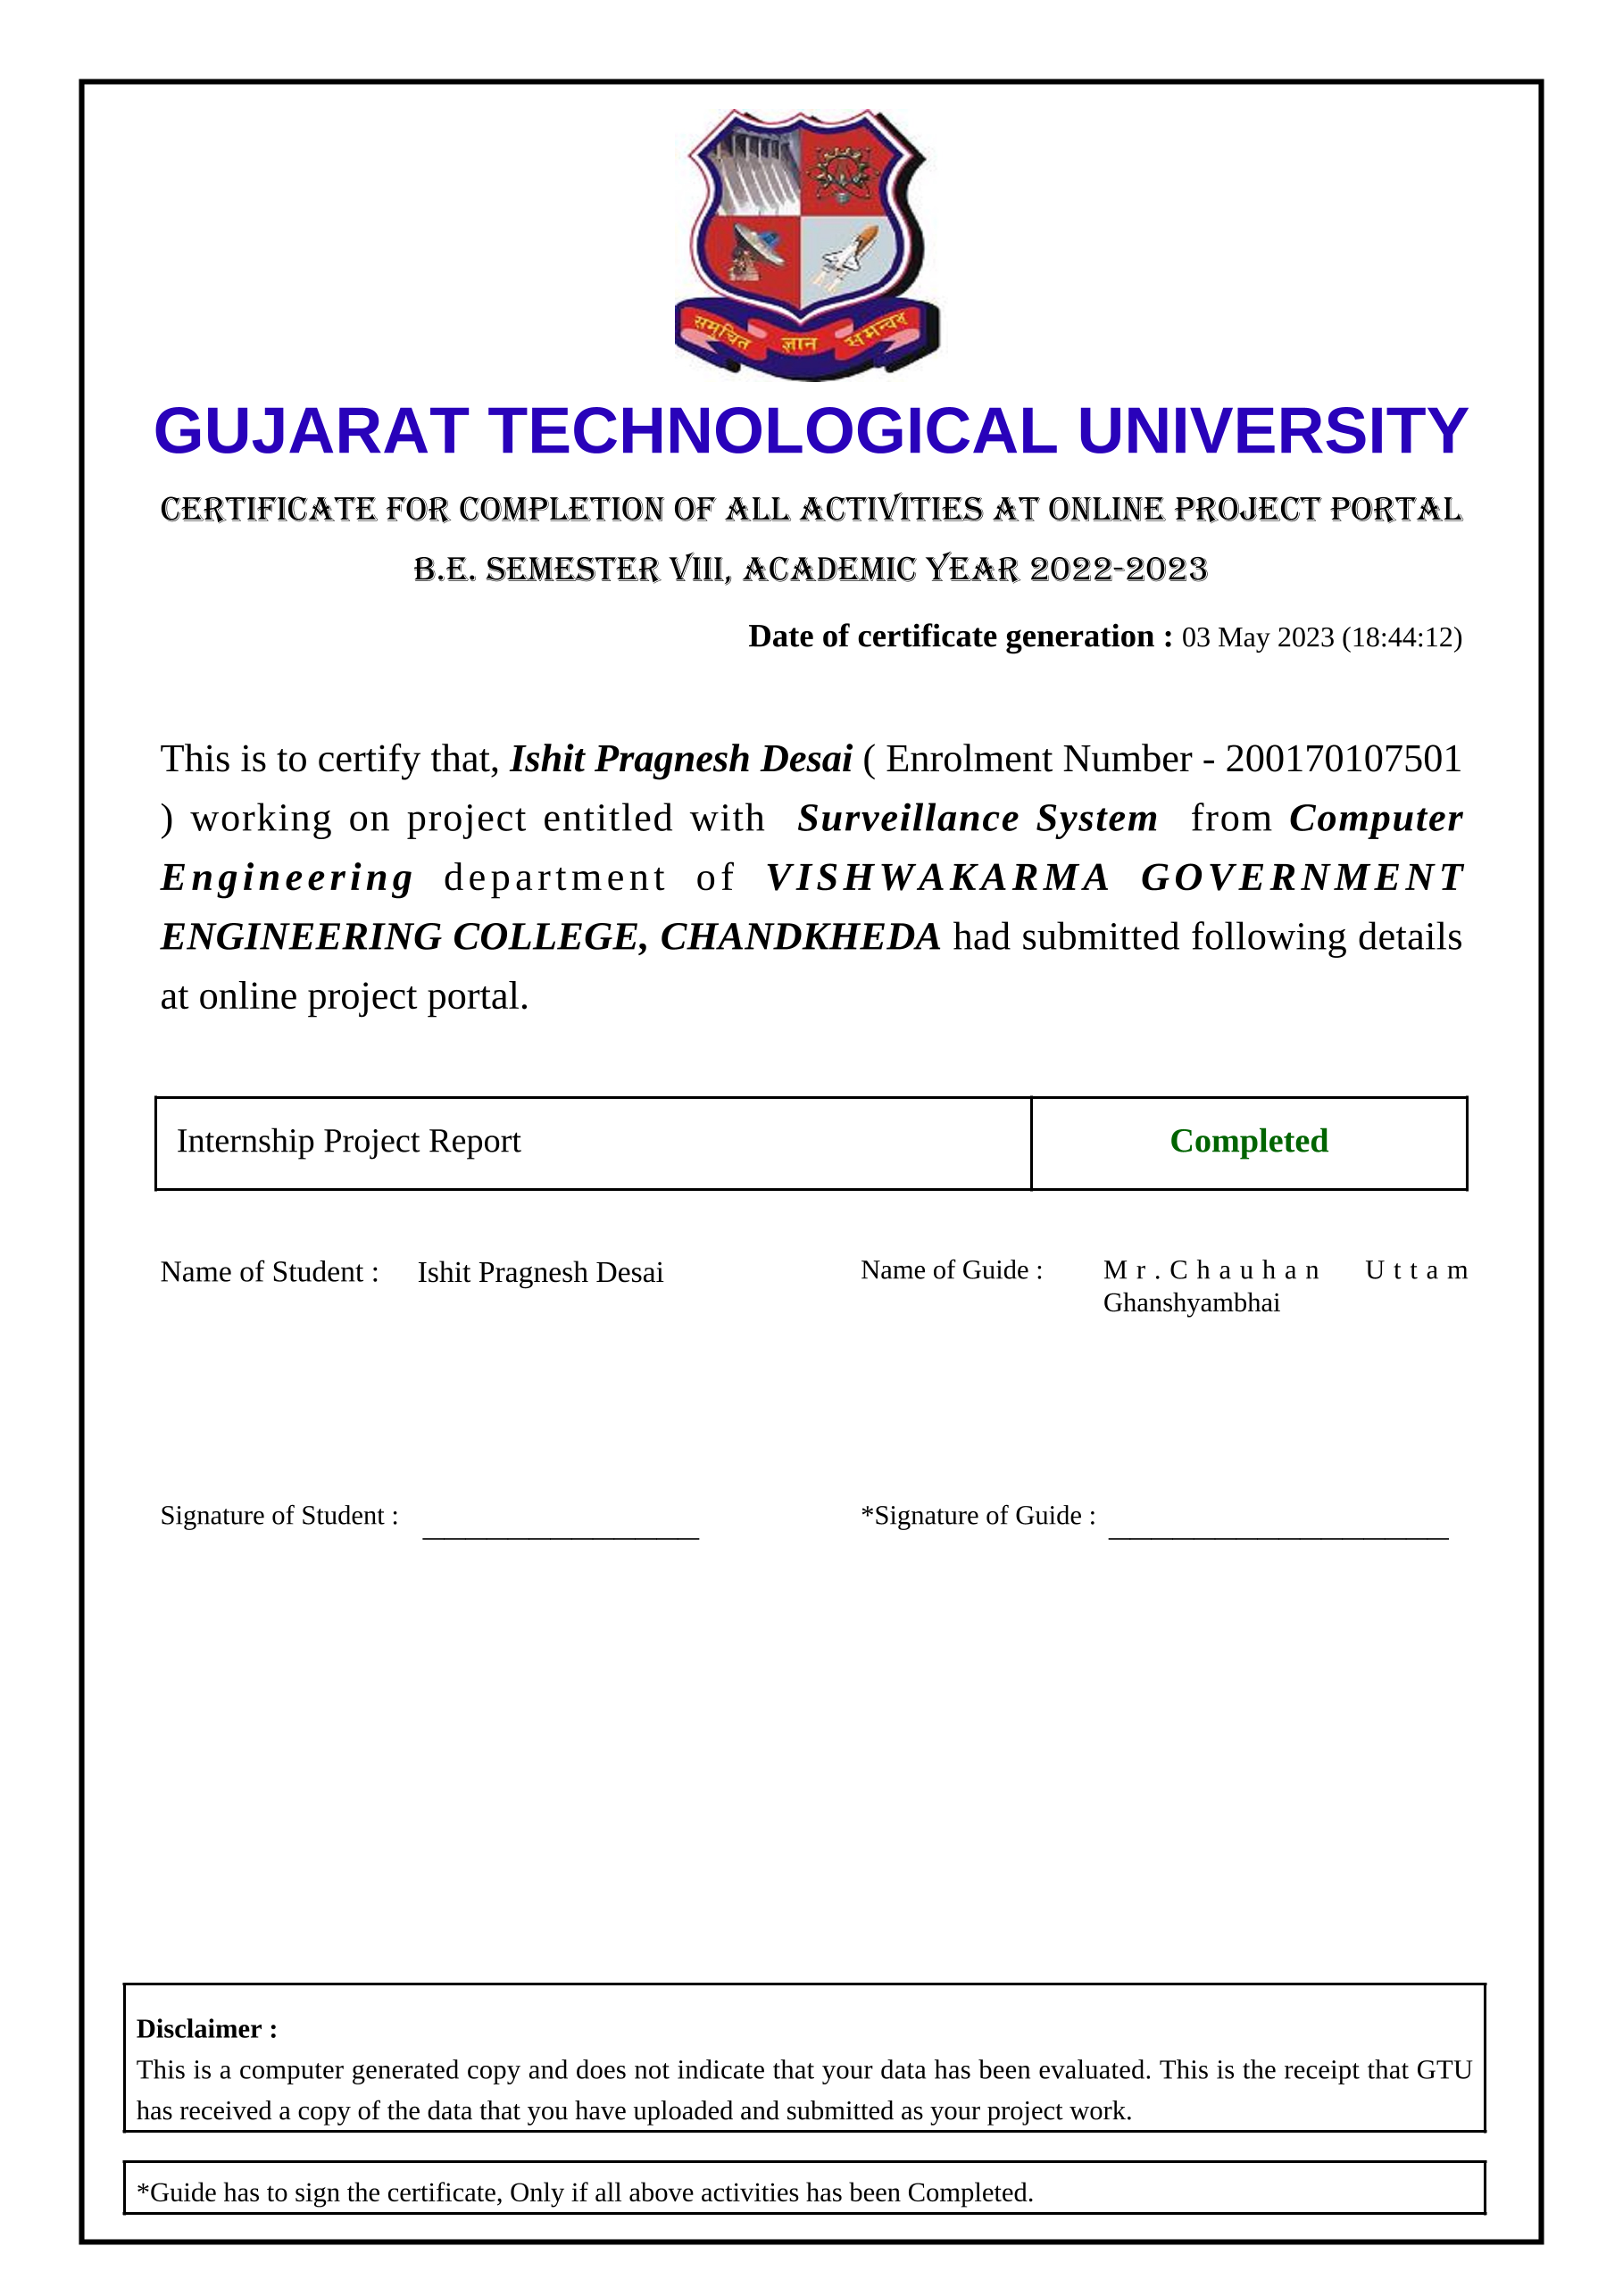 समुचित ज्ञान समन्वय
GUJARAT TECHNOLOGICAL UNIVERSITY
CERTIFICATE FOR COMPLETION OF ALL ACTIVITIES AT ONLINE PROJECT PORTAL
B.E. SEMESTER VIII, ACADEMIC YEAR 2022-2023
Date of certificate generation : 03 May 2023 (18:44:12)
This is to certify that, Ishit Pragnesh Desai ( Enrolment Number - 200170107501
) working on project entitled with Surveillance System from Computer
Engineering department of VISHWAKARMA GOVERNMENT
ENGINEERING COLLEGE, CHANDKHEDA had submitted following details
at online project portal.
Internship Project Report Completed
Name of Student : Ishit Pragnesh Desai Name of Guide : Mr.Chauhan Uttam
Ghanshyambhai
Signature of Student : *Signature of Guide :
Disclaimer :
This is a computer generated copy and does not indicate that your data has been evaluated. This is the receipt that GTU
has received a copy of the data that you have uploaded and submitted as your project work.
*Guide has to sign the certificate, Only if all above activities has been Completed.